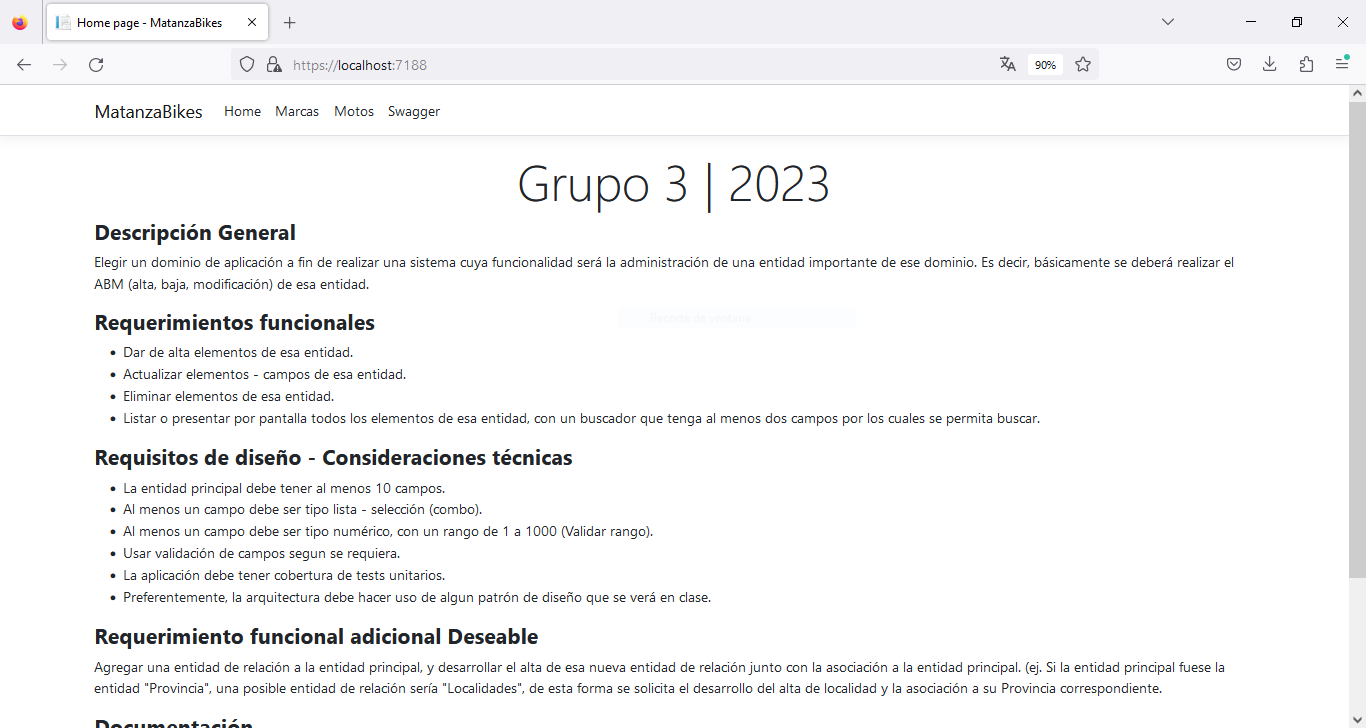 Home page - MatanzaBikes
https://localhost:7188
90%
MatanzaBikes Home Marcas Motos Swagger
Grupo 3 | 2023
Descripción General
Elegir un dominio de aplicación a fin de realizar una sistema cuya funcionalidad será la administración de una entidad importante de ese dominio. Es decir, básicamente se deberá realizar el
ABM (alta, baja, modificación) de esa entidad.
Requerimientos funcionales
Recorte de ventana
• Dar de alta elementos de esa entidad.
• Actualizar elementos - campos de esa entidad.
• Eliminar elementos de esa entidad.
• Listar o presentar por pantalla todos los elementos de esa entidad, con un buscador que tenga al menos dos campos por los cuales se permita buscar.
Requisitos de diseño - Consideraciones técnicas
• La entidad principal debe tener al menos 10 campos.
• Al menos un campo debe ser tipo lista - selección (combo).
• Al menos un campo debe ser tipo numérico, con un rango de 1 a 1000 (Validar rango).
• Usar validación de campos segun se requiera.
• La aplicación debe tener cobertura de tests unitarios.
• Preferentemente, la arquitectura debe hacer uso de algun patrón de diseño que se verá en clase.
Requerimiento funcional adicional Deseable
Agregar una entidad de relación a la entidad principal, y desarrollar el alta de esa nueva entidad de relación junto con la asociación a la entidad principal. (ej. Si la entidad principal fuese la
entidad "Provincia", una posible entidad de relación sería "Localidades", de esta forma se solicita el desarrollo del alta de localidad y la asociación a su Provincia correspondiente.
Documentación